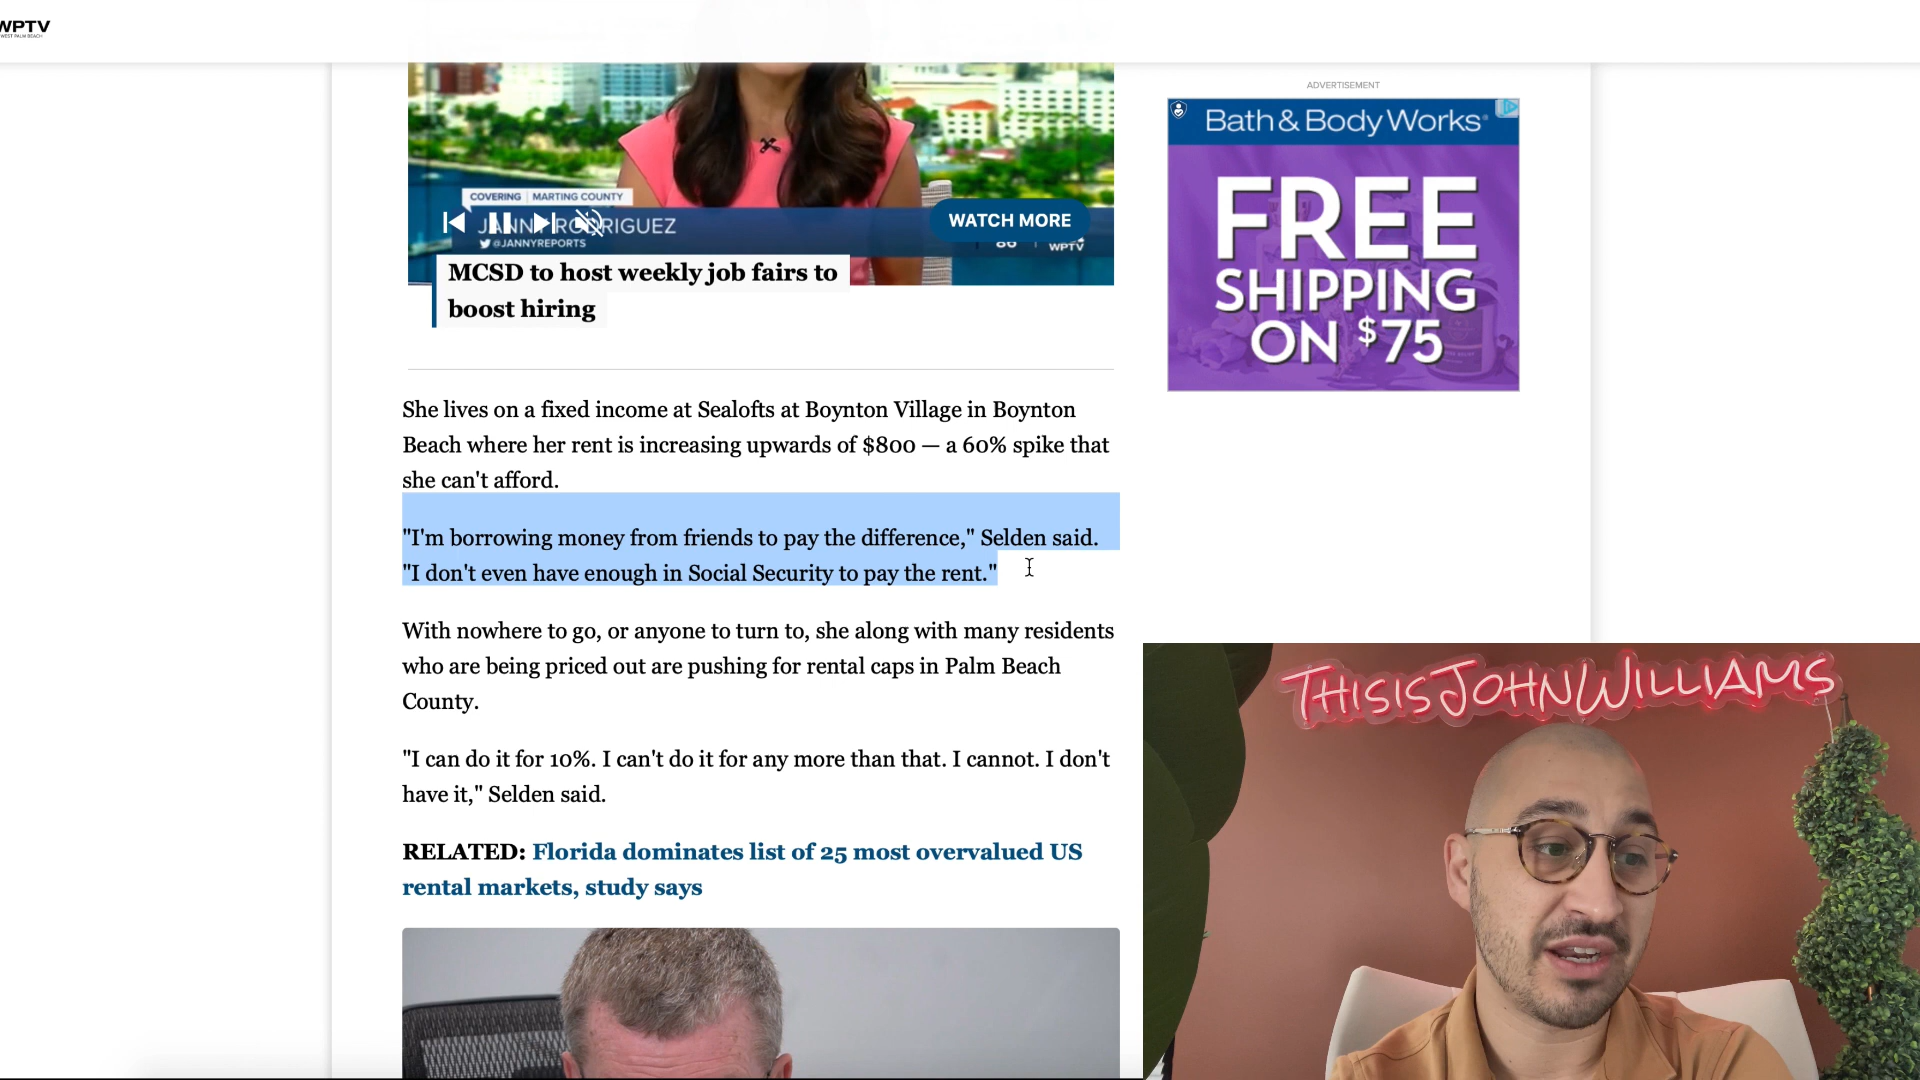 WPTV
WEST PALM BEACH
ADVERTISEMENT
Bath & Body Works
FREE
SHIPPING
ON $75
COVERING | MARTING COUNTY
JANNY RODRIGUEZ
@JANNYREPORTS
WATCH MORE
86
WPTV
MCSD to host weekly job fairs to
boost hiring
She lives on a fixed income at Sealofts at Boynton Village in Boynton
Beach where her rent is increasing upwards of $800 — a 60% spike that
she can't afford.
"I'm borrowing money from friends to pay the difference," Selden said.
"I don't even have enough in Social Security to pay the rent."
With nowhere to go, or anyone to turn to, she along with many residents
who are being priced out are pushing for rental caps in Palm Beach
County.
"I can do it for 10%. I can't do it for any more than that. I cannot. I don't
have it," Selden said.
RELATED: Florida dominates list of 25 most overvalued US
rental markets, study says
THISISJOHNWILLIAMS